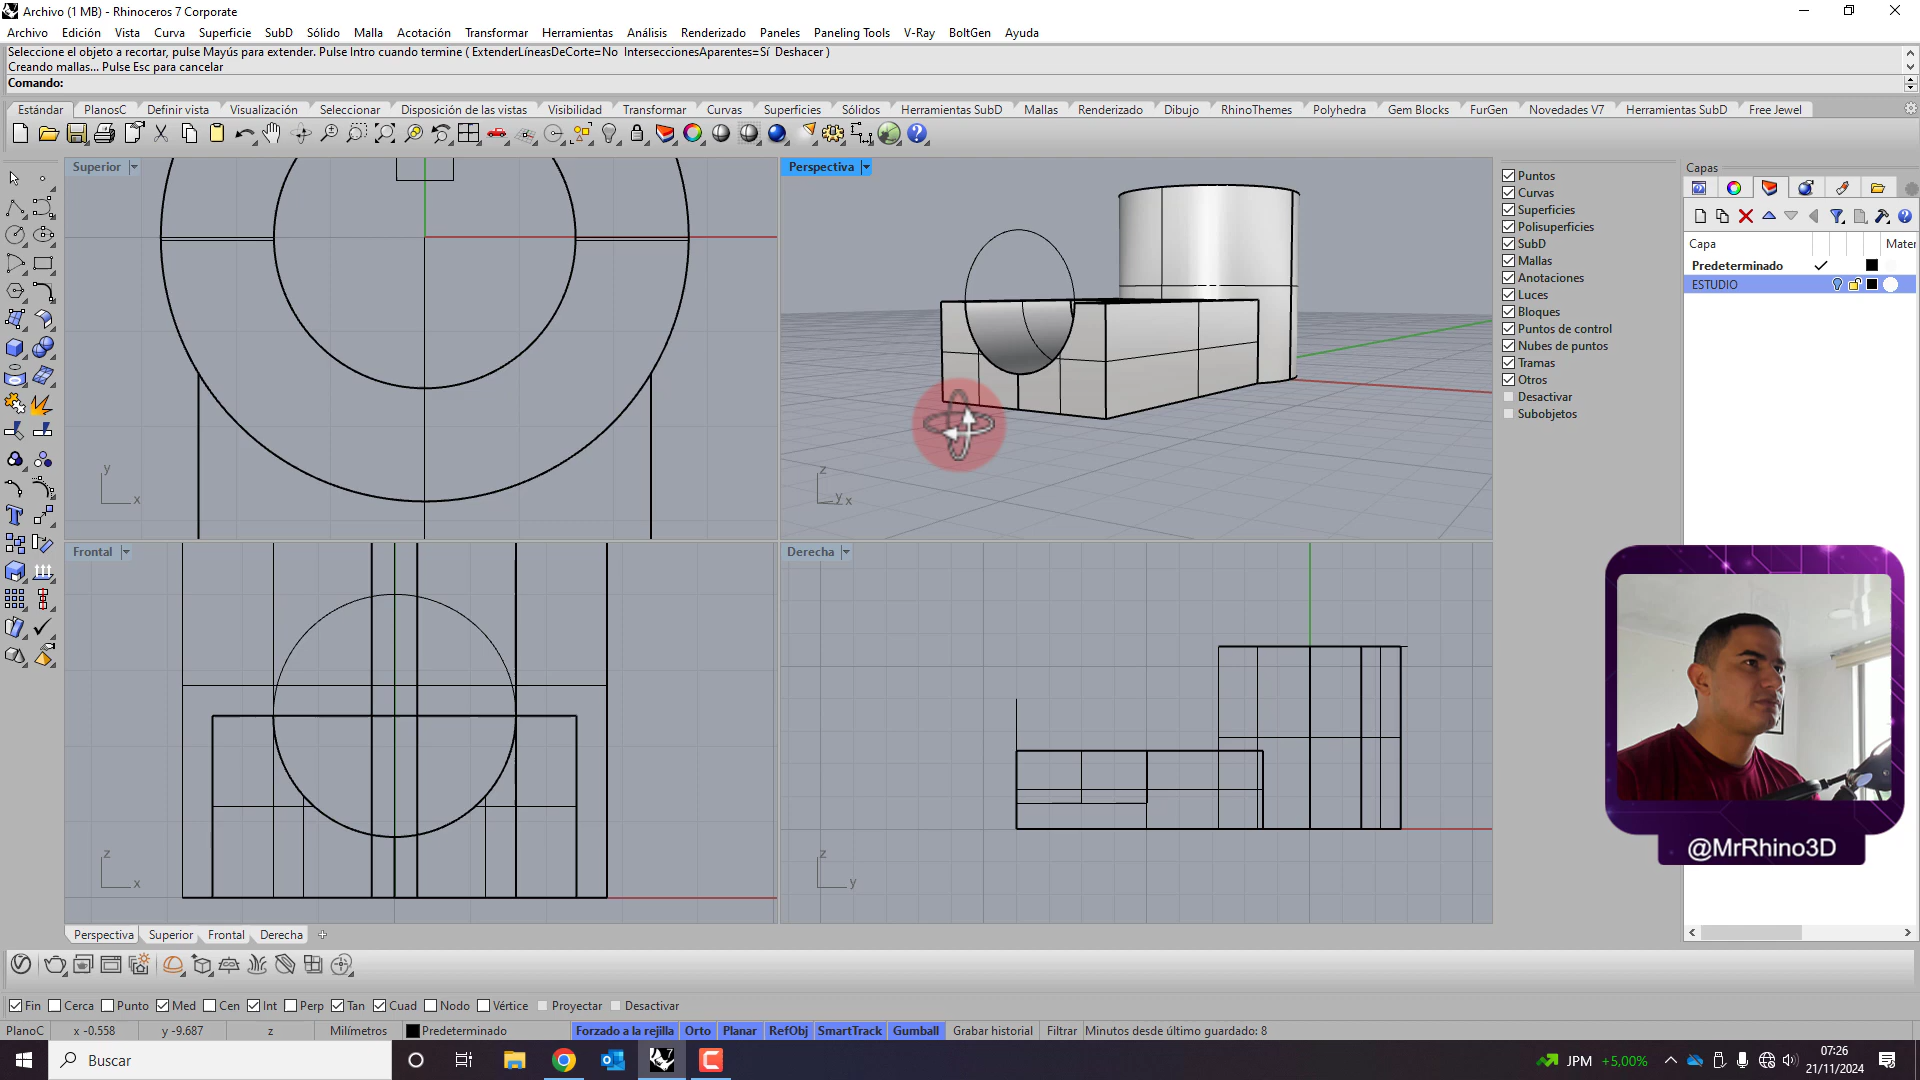 Archivo (1 MB) - Rhinoceros 7 Corporate
Archivo Edición Vista Curva Superficie SubD Sólido Malla Acotación Transformar Herramientas Análisis Renderizado Paneles Paneling Tools V-Ray BoltGen Ayuda
Seleccione el objeto a recortar, pulse Mayús para extender. Pulse Intro cuando termine ( ExtenderLíneasDeCorte=No IntersecccionesAparentes=Sí Deshacer )
Creando mallas... Pulse Esc para cancelar
Comando:
Estándar PlanosC Definir vista Visualización Seleccionar Disposición de las vistas Visibilidad Transformar Curvas Superficies Sólidos Herramientas SubD Mallas Renderizado Dibujo RhinoThemes Polyhedra Gem Blocks FurGen Novedades V7 Herramientas SubD Free Jewel
Superior
Perspectiva
y
x
z
y x
Frontal
Derecha
z
x
z
y
Puntos
Curvas
Superficies
Polisuperficies
SubD
Mallas
Anotaciones
Luces
Bloques
Puntos de control
Nubes de puntos
Tramas
Otros
Desactivar
Subobjetos
Capas
Capa Mater
Predeterminado
ESTUDIO
@MrRhino3D
Perspectiva Superior Frontal Derecha
Fin Cerca Punto Med Cen Int Perp Tan Cuad Nodo Vértice Proyectar Desactivar
PlanoC x -0.558 y -9.687 z Milímetros Predeterminado Forzado a la rejilla Orto Planar RefObj SmartTrack Gumball Grabar historial Filtrar Minutos desde último guardado: 8
Buscar
JPM +5,00%
07:26
21/11/2024